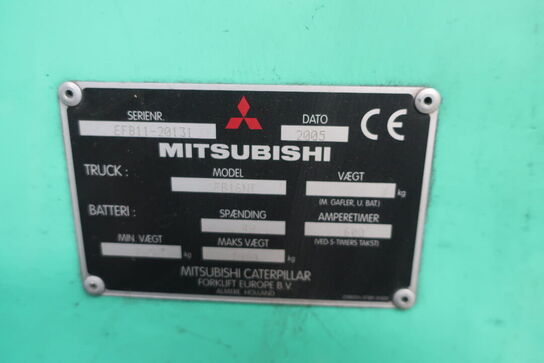 SERIENR. DATO
EFB11-20131 2005 CE
MITSUBISHI
TRUCK: MODEL VÆGT
kg
(M. GAFLER, U. BAT.)
BATTERI: SPÆNDING AMPERETIMER
600
MIN. VÆGT MAKS VÆGT (VED-5-TIMERS TAKST)
kg kg
MITSUBISHI CATERPILLAR
FORKLIFT EUROPE B.V.
ALMERE HOLLAND